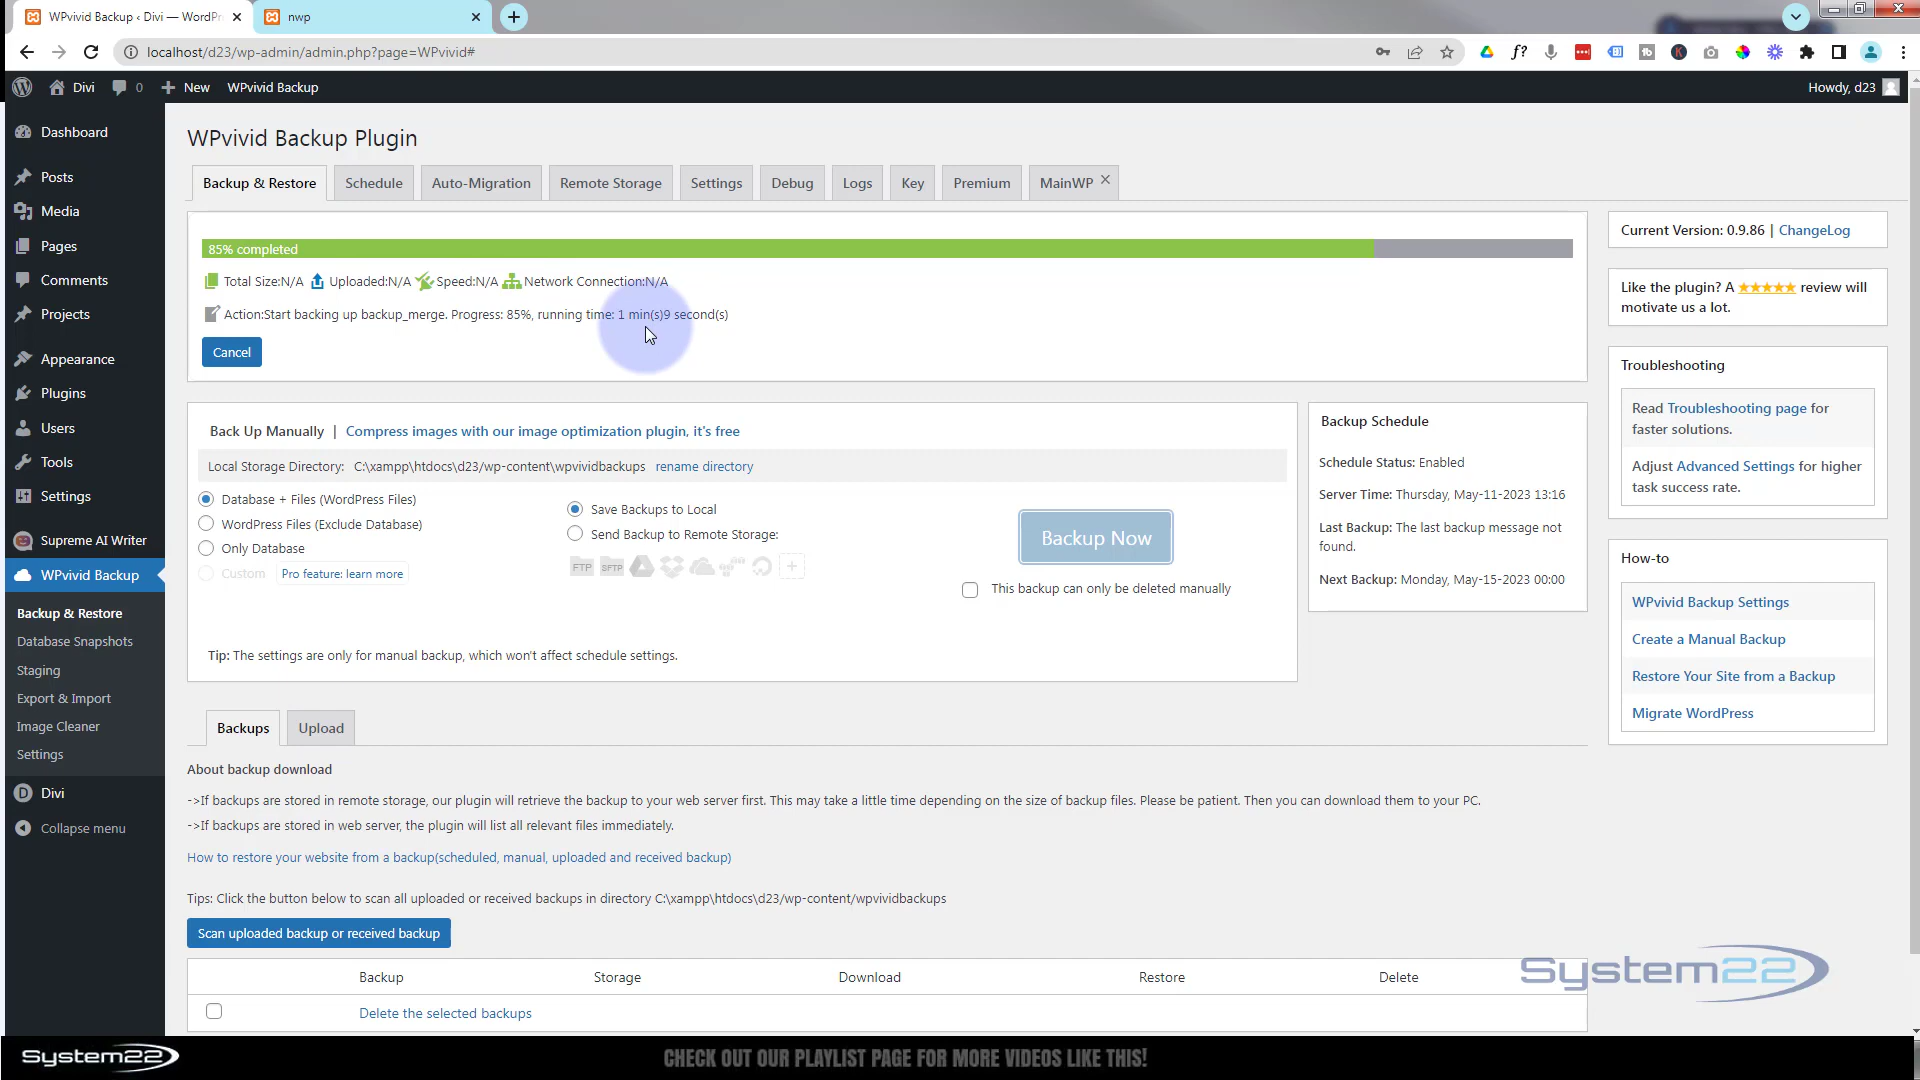 WPvivid Backup ‹ Divi — WordPr
nwp
localhost/d23/wp-admin/admin.php?page=WPvivid#
Divi
0
New
WPvivid Backup
Howdy, d23
Dashboard
Posts
Media
Pages
Comments
Projects
Appearance
Plugins
Users
Tools
Settings
Supreme AI Writer
WPvivid Backup
Backup & Restore
Database Snapshots
Staging
Export & Import
Image Cleaner
Settings
Divi
Collapse menu
WPvivid Backup Plugin
Backup & Restore
Schedule
Auto-Migration
Remote Storage
Settings
Debug
Logs
Key
Premium
MainWP
85% completed
Total Size:N/A
Uploaded:N/A
Speed:N/A
Network Connection:N/A
Action:Start backing up backup_merge. Progress: 85%, running time: 1 min(s)9 second(s)
Cancel
Back Up Manually | Compress images with our image optimization plugin, it's free
Local Storage Directory: C:\xampp\htdocs\d23/wp-content\wpvividbackups rename directory
Database + Files (WordPress Files)
WordPress Files (Exclude Database)
Only Database
Custom
Pro feature: learn more
Save Backups to Local
Send Backup to Remote Storage:
FTP
SFTP
Backup Now
This backup can only be deleted manually
Tip: The settings are only for manual backup, which won't affect schedule settings.
Backup Schedule
Schedule Status: Enabled
Server Time: Thursday, May-11-2023 13:16
Last Backup: The last backup message not
found.
Next Backup: Monday, May-15-2023 00:00
Backups
Upload
About backup download
->If backups are stored in remote storage, our plugin will retrieve the backup to your web server first. This may take a little time depending on the size of backup files. Please be patient. Then you can download them to your PC.
->If backups are stored in web server, the plugin will list all relevant files immediately.
How to restore your website from a backup(scheduled, manual, uploaded and received backup)
Tips: Click the button below to scan all uploaded or received backups in directory C:\xampp\htdocs\d23/wp-content/wpvividbackups
Scan uploaded backup or received backup
Backup
Storage
Download
Restore
Delete
Delete the selected backups
Current Version: 0.9.86 | ChangeLog
Like the plugin? A ★★★★★ review will
motivate us a lot.
Troubleshooting
Read Troubleshooting page for
faster solutions.
Adjust Advanced Settings for higher
task success rate.
How-to
WPvivid Backup Settings
Create a Manual Backup
Restore Your Site from a Backup
Migrate WordPress
System22
System22
CHECK OUT OUR PLAYLIST PAGE FOR MORE VIDEOS LIKE THIS!